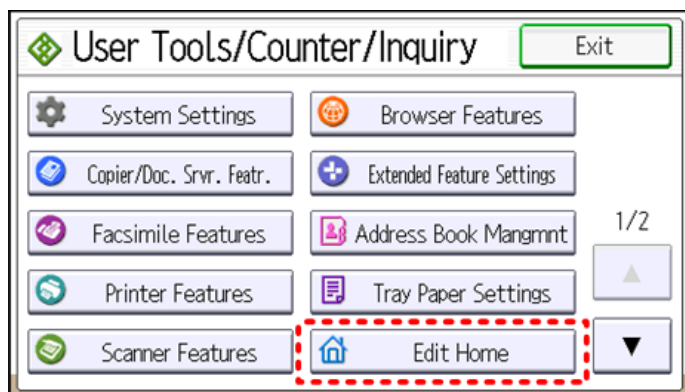 User Tools/Counter/Inquiry
Exit
System Settings
Browser Features
Copier/Doc. Srvr. Featr.
Extended Feature Settings
Facsimile Features
Address Book Mangmnt
1/2
Printer Features
Tray Paper Settings
Scanner Features
Edit Home